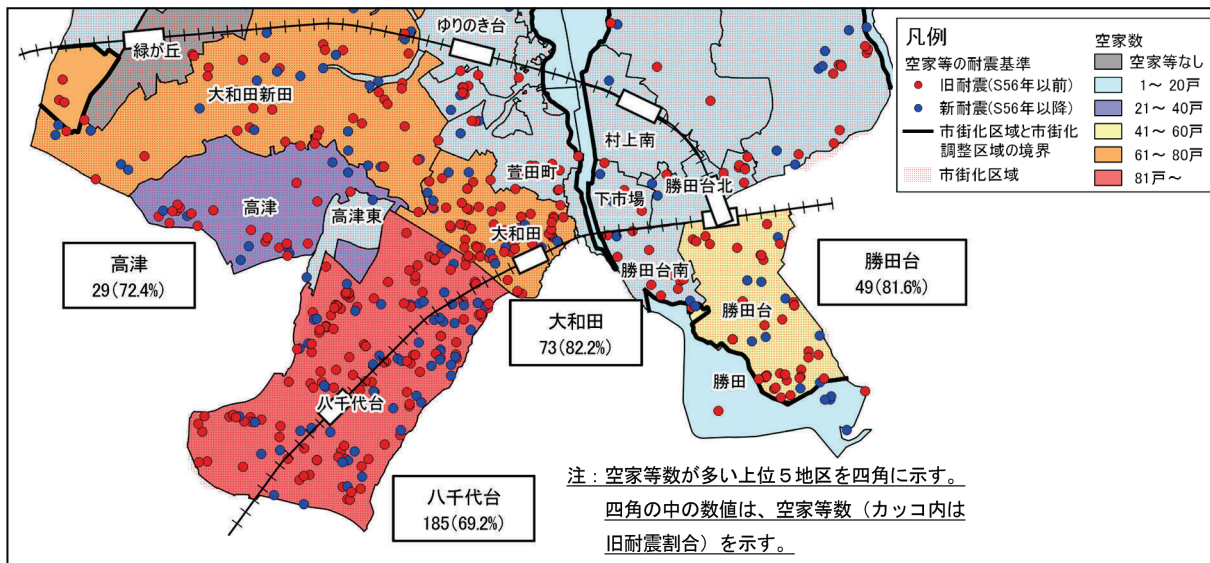 緑が丘
ゆりのき台
大和田新田
村上南
萱田町
勝田台北
下市場
高津
高津東
大和田
勝田台南
勝田台
勝田
八千代台
高津
29(72.4%)
大和田
73(82.2%)
勝田台
49(81.6%)
八千代台
185(69.2%)
凡例
空家等の耐震基準
旧耐震(S56年以前)
新耐震(S56年以降)
市街化区域と市街化
調整区域の境界
市街化区域
空家数
空家等なし
1～ 20戸
21～ 40戸
41～ 60戸
61～ 80戸
81戸～
注：空家等数が多い上位５地区を四角に示す。
四角の中の数値は、空家等数（カッコ内は
旧耐震割合）を示す。